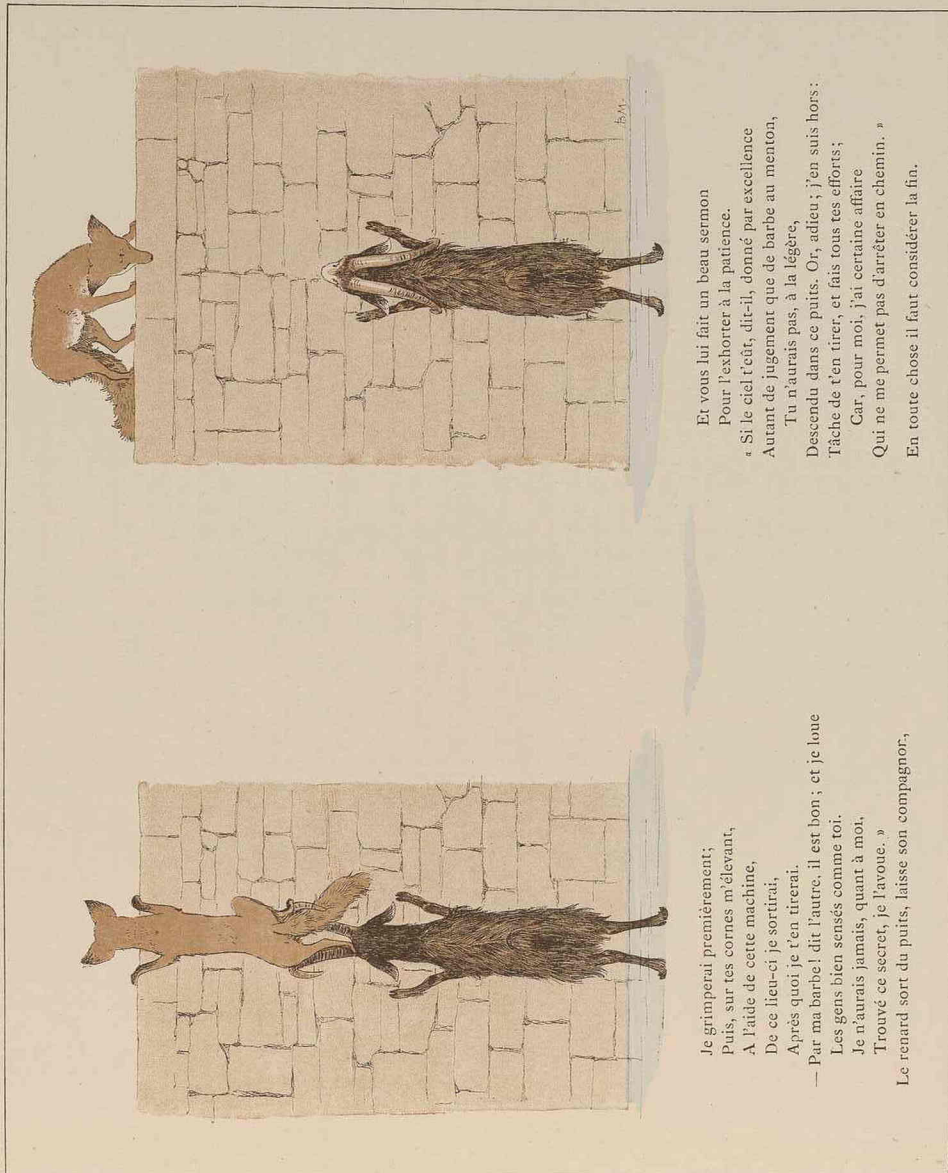 Je grimperai premièrement;
Puis, sur tes cornes m'élevant,
A l'aide de cette machine,
De ce lieu-ci je sortirai,
Après quoi je t'en tirerai.
— Par ma barbe! dit l'autre, il est bon; et je loue
Les gens bien sensés comme toi.
Je n'aurais jamais, quant à moi,
Trouvé ce secret, je l'avoue. »
Le renard sort du puits, laisse son compagnon,
Et vous lui fait un beau sermon
Pour l'exhorter à la patience.
« Si le ciel t'eût, dit-il, donné par excellence
Autant de jugement que de barbe au menton,
Tu n'aurais pas, à la légère,
Descendu dans ce puits. Or, adieu; j'en suis hors:
Tâche de t'en tirer, et fais tous tes efforts;
Car, pour moi, j'ai certaine affaire
Qui ne me permet pas d'arrêter en chemin. »
En toute chose il faut considérer la fin.